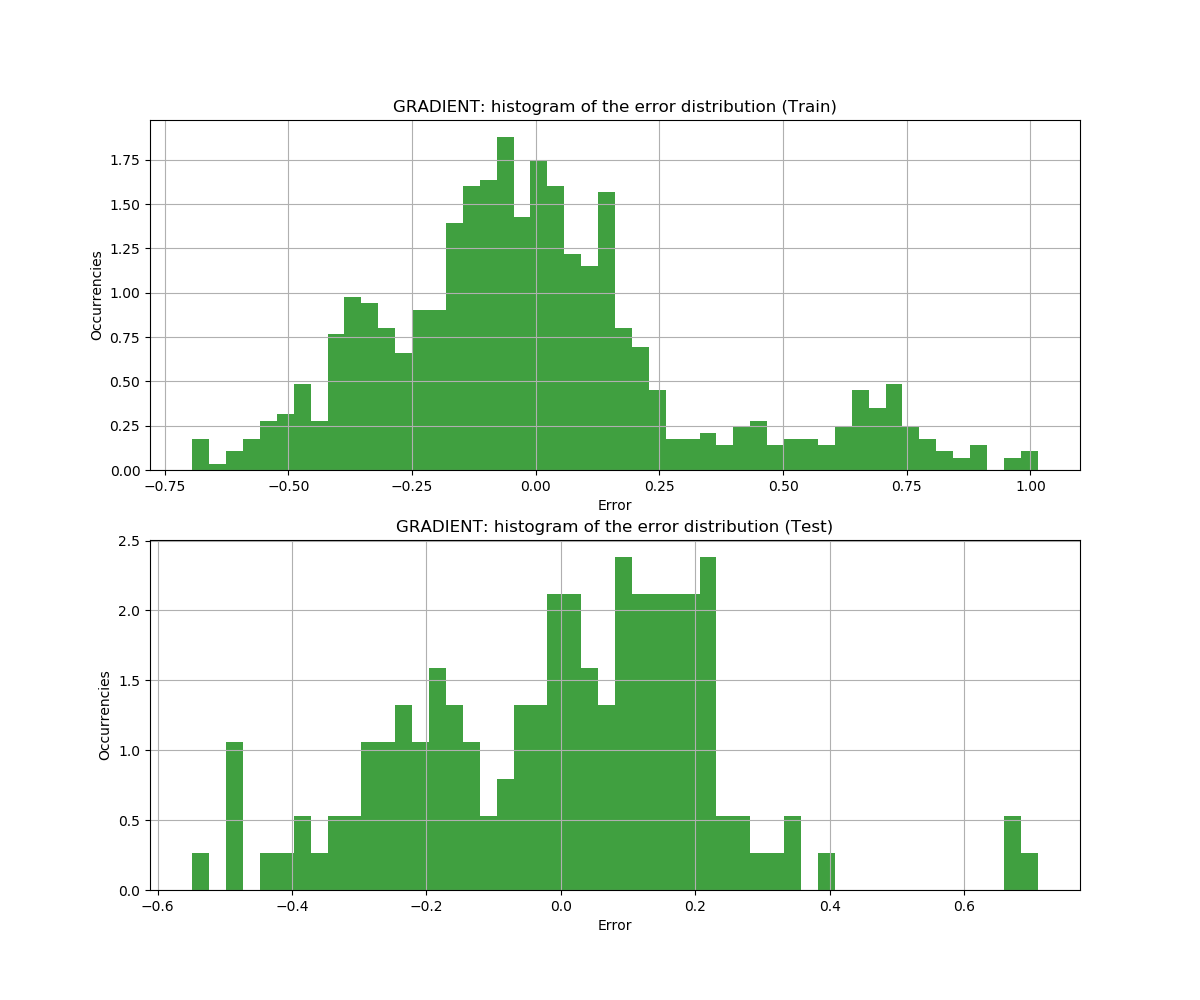 GRADIENT: histogram of the error distribution (Train)
1.75
1.50
1.25
1.00
0.75
0.50
0.25
0.00
Occurrencies
−0.75 −0.50 −0.25 0.00 0.25 0.50 0.75 1.00
Error
GRADIENT: histogram of the error distribution (Test)
2.5
2.0
1.5
1.0
0.5
0.0
Occurrencies
−0.6 −0.4 −0.2 0.0 0.2 0.4 0.6
Error